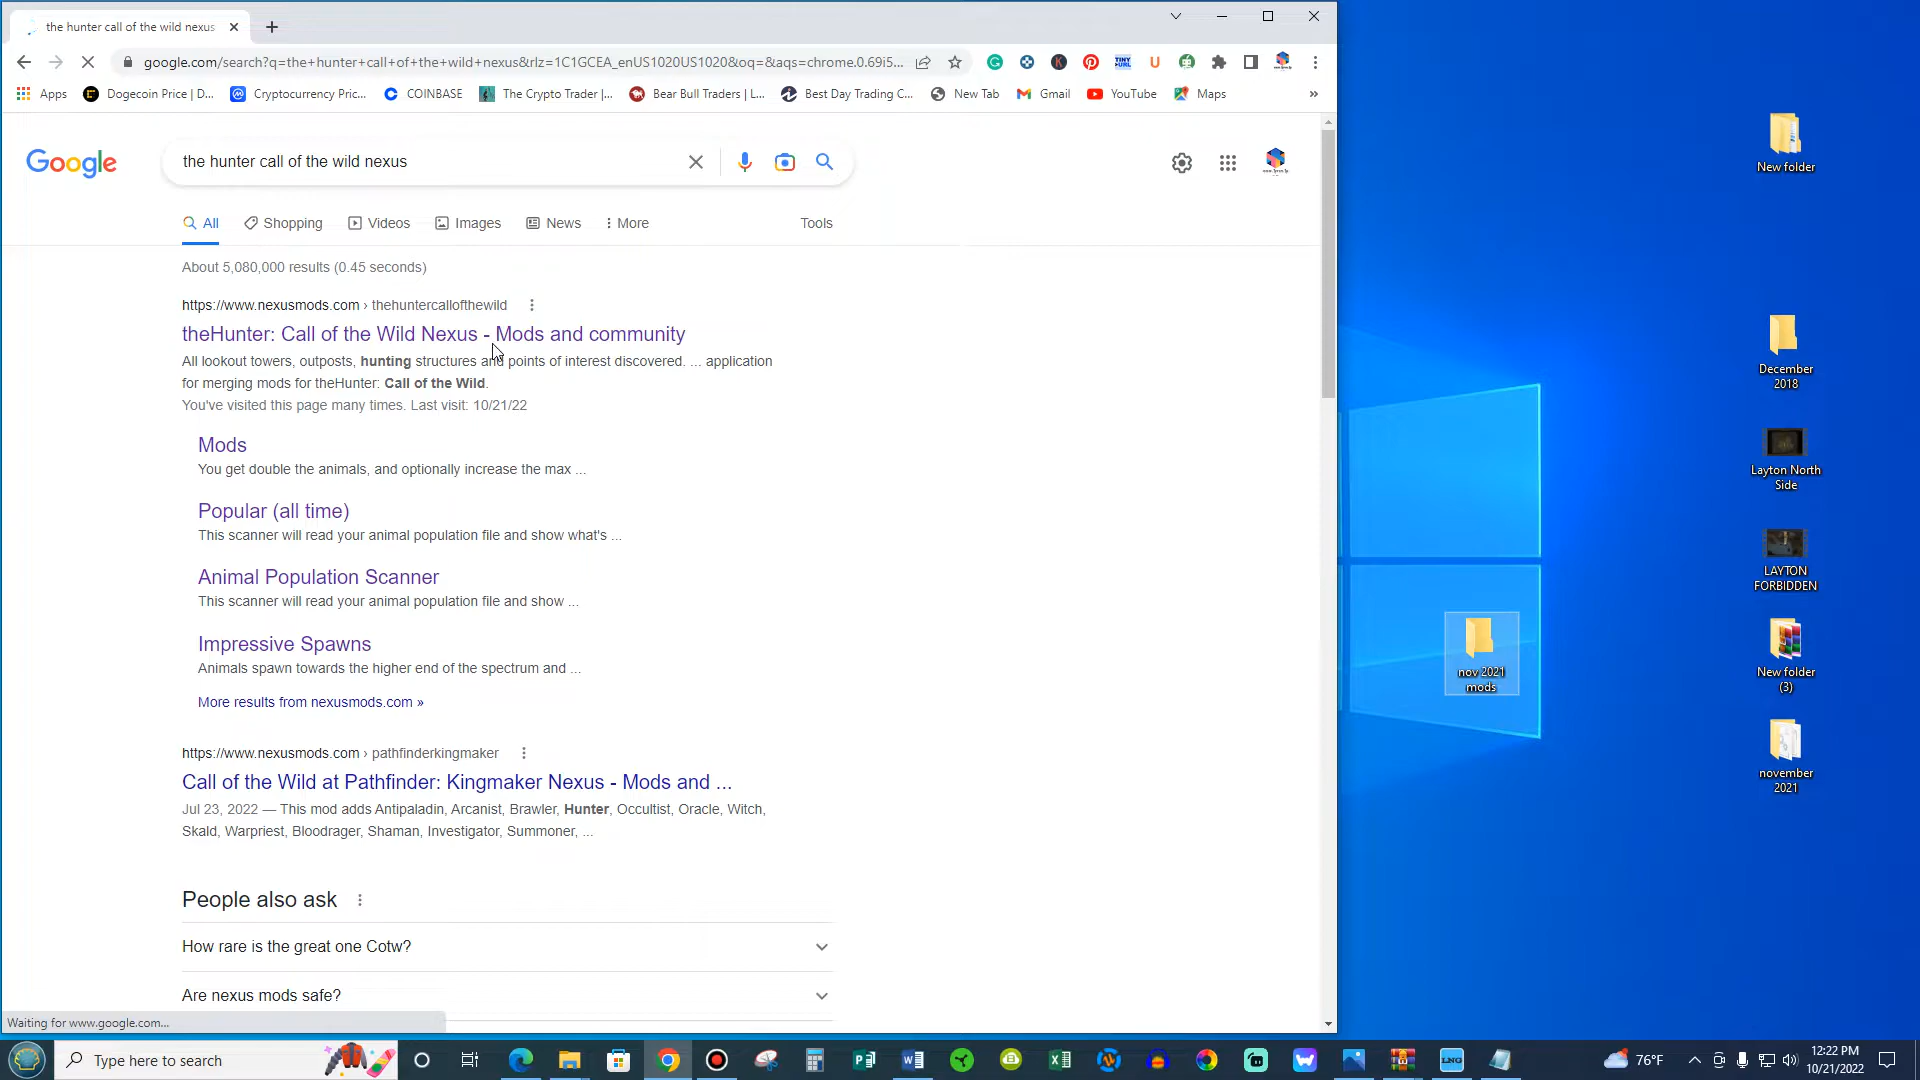 the hunter call of the wild nexus
google.com/search?q=the+hunter+call+of+the+wild+nexus&rlz=1C1GCEA_enUS1020US1020&oq=&aqs=chrome.0.69i5...
TINY URL
Apps
Dogecoin Price | D...
Cryptocurrency Pric...
COINBASE
The Crypto Trader |...
Bear Bull Traders | L...
Best Day Trading C...
New Tab
Gmail
YouTube
Maps
»
Google
the hunter call of the wild nexus
All
Shopping
Videos
Images
News
More
Tools
About 5,080,000 results (0.45 seconds)
https://www.nexusmods.com › thehuntercallofthewild
theHunter: Call of the Wild Nexus - Mods and community
All lookout towers, outposts, hunting structures and points of interest discovered. ... application
for merging mods for theHunter: Call of the Wild.
You've visited this page many times. Last visit: 10/21/22
Mods
You get double the animals, and optionally increase the max ...
Popular (all time)
This scanner will read your animal population file and show what's ...
Animal Population Scanner
This scanner will read your animal population file and show ...
Impressive Spawns
Animals spawn towards the higher end of the spectrum and ...
More results from nexusmods.com »
https://www.nexusmods.com › pathfinderkingmaker
Call of the Wild at Pathfinder: Kingmaker Nexus - Mods and ...
Jul 23, 2022 — This mod adds Antipaladin, Arcanist, Brawler, Hunter, Occultist, Oracle, Witch,
Skald, Warpriest, Bloodrager, Shaman, Investigator, Summoner, ...
People also ask
How rare is the great one Cotw?
Are nexus mods safe?
Waiting for www.google.com...
New folder
December
2018
Layton North
Side
LAYTON
FORBIDDEN
New folder
(3)
november
2021
nov 2021
mods
Type here to search
LNG
76°F
12:22 PM
10/21/2022